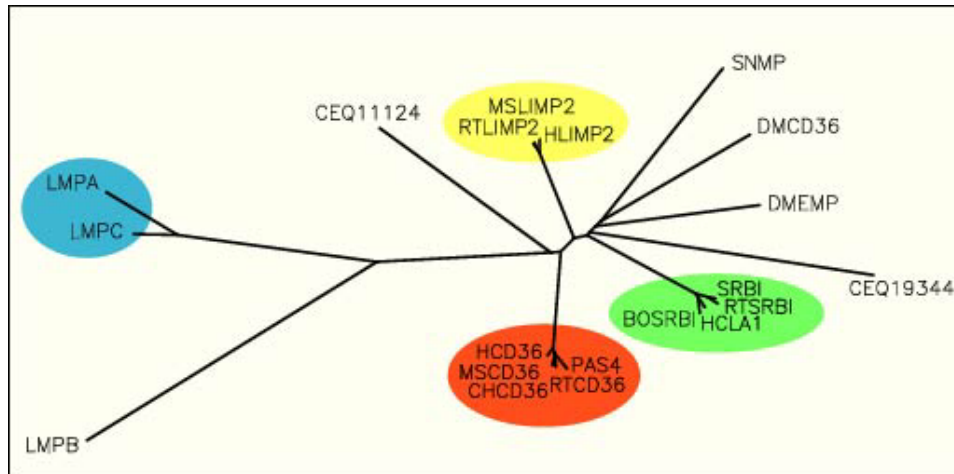 SNMP
MSLIMP2
CEQ11124
RTLIMP2 HLIMP2
DMCD36
LMPA
DMEMP
LMPC
CEQ19344
SRBI
RTSRBI
BOSRBI HCLA1
HCD36
PAS4
MSCD36
CHCD36 RTCD36
LMPB